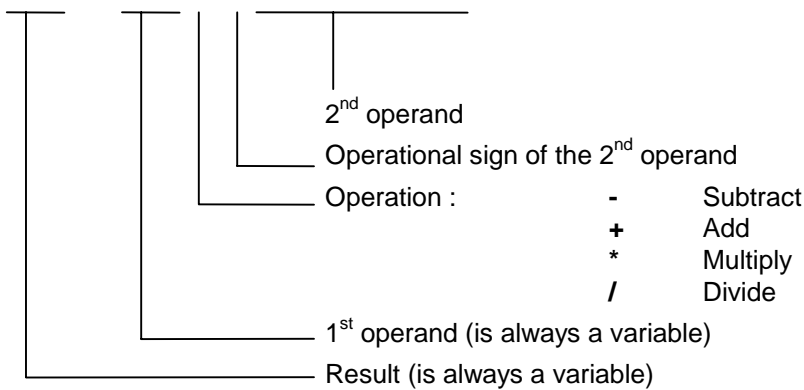 2nd operand
Operational sign of the 2nd operand
Operation : - Subtract
+ Add
* Multiply
/ Divide
1st operand (is always a variable)
Result (is always a variable)